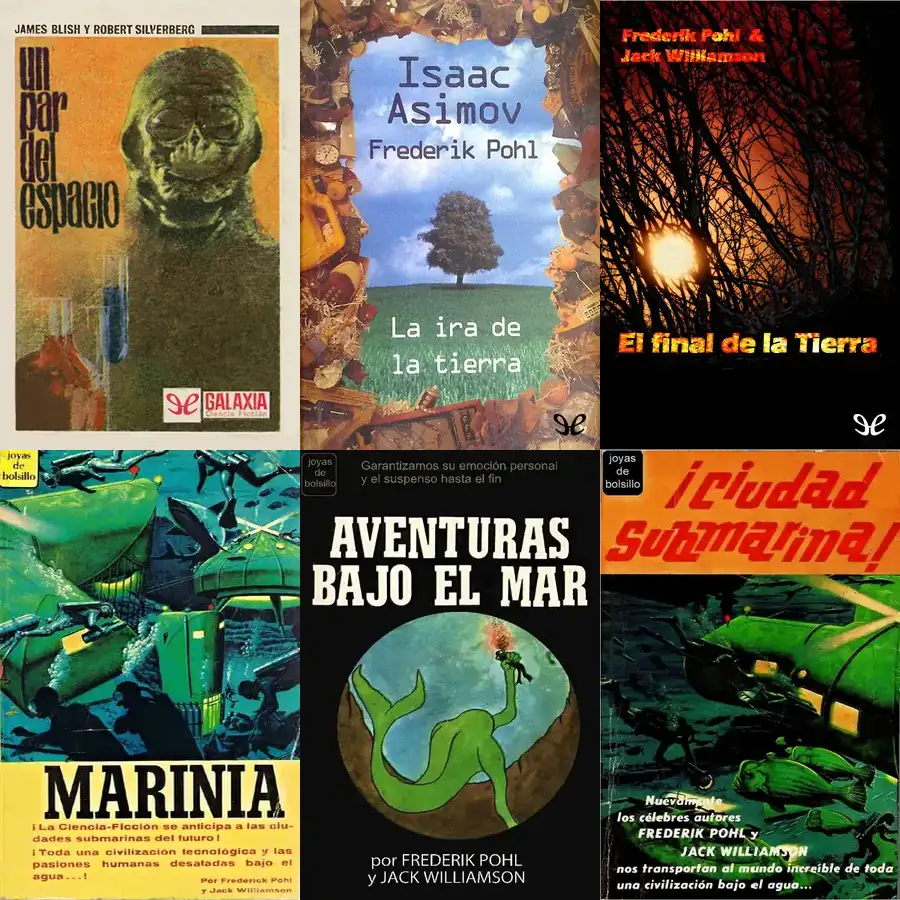 JAMES BLISH Y ROBERT SILVERBERG
un
par
del
espacio
GALAXIA
Ciencia Ficción
Isaac
Asimov
Frederik Pohl
La ira de
la tierra
Frederik Pohl &
Jack Williamson
El final de la Tierra
joyas
de
bolsillo
MARINIA
¡La Ciencia-Ficción se anticipa a las ciu-
dades submarinas del futuro!
¡Toda una civilización tecnológica y las
pasiones humanas desatadas bajo el
agua...!
Por Frederik Pohl
y Jack Williamson
joyas
de
bolsillo
Garantizamos su emoción personal
y el suspenso hasta el fin
AVENTURAS
BAJO EL MAR
por FREDERIK POHL
y JACK WILLIAMSON
joyas
de
bolsillo
¡ciudad
submarina!
Nuevamente
los célebres autores
FREDERIK POHL y
JACK WILLIAMSON
nos transportan al mundo increíble de toda
una civilización bajo el agua...